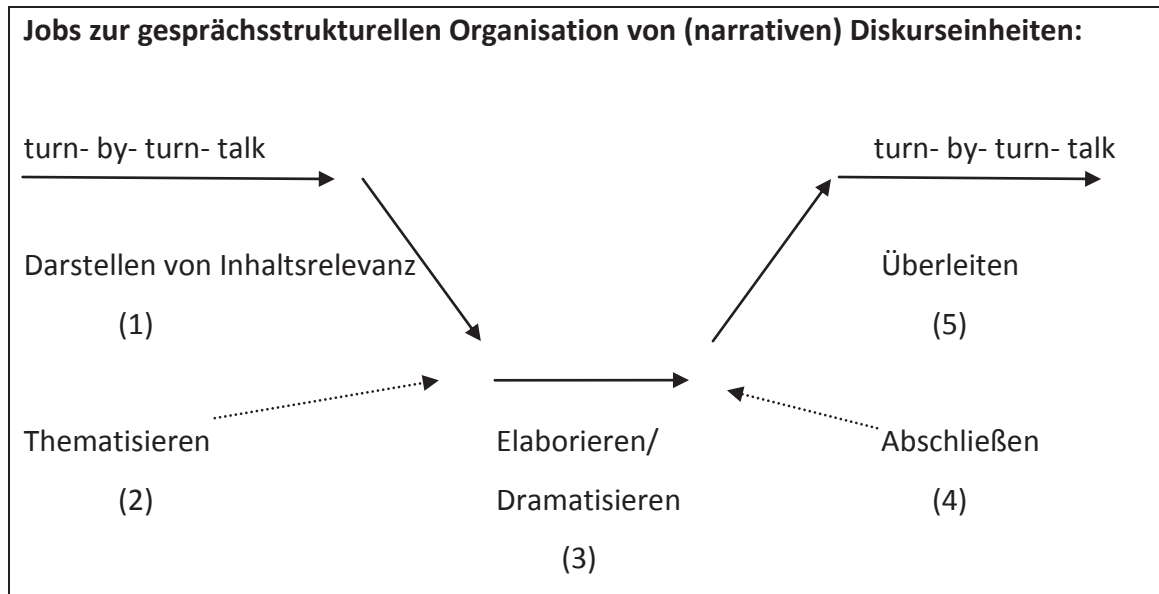 Jobs zur gesprächsstrukturellen Organisation von (narrativen) Diskurseinheiten:
turn- by- turn- talk
turn- by- turn- talk
Darstellen von Inhaltsrelevanz
Überleiten
(1)
(5)
Thematisieren
Elaborieren/
Abschließen
(2)
Dramatisieren
(4)
(3)